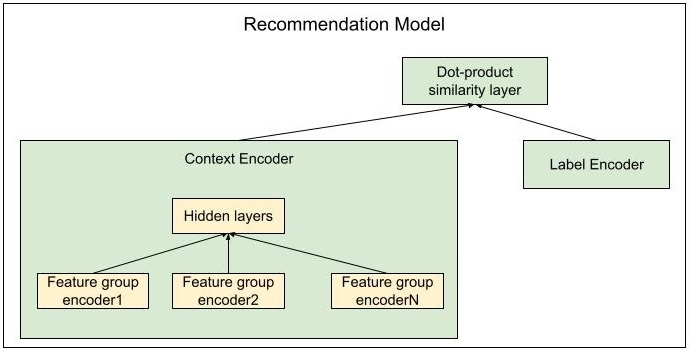 Recommendation Model
Dot-product
similarity layer
Context Encoder
Label Encoder
Hidden layers
Feature group
encoder1
Feature group
encoder2
Feature group
encoderN